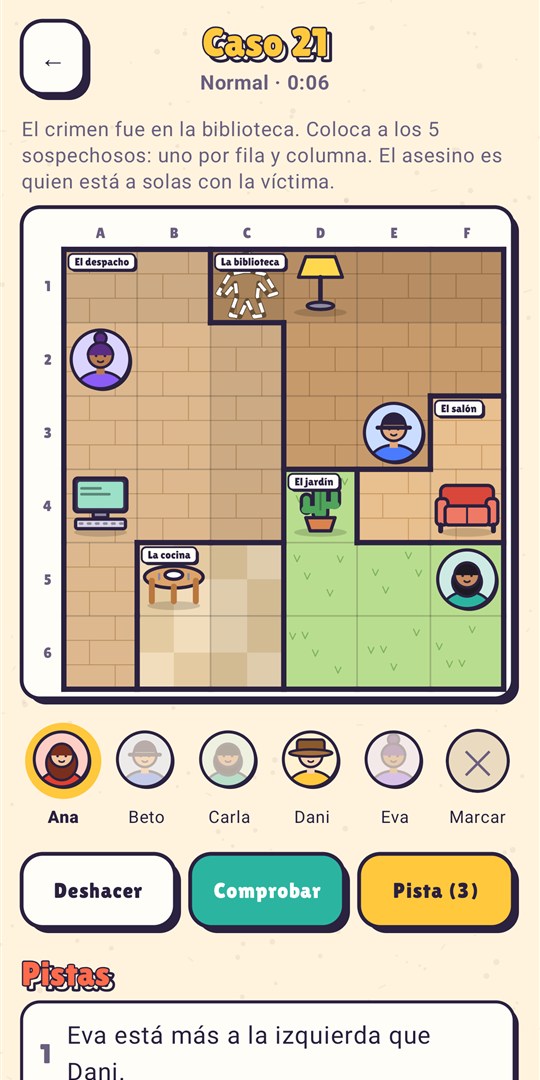 ←
Caso 21
Normal · 0:06
El crimen fue en la biblioteca. Coloca a los 5
sospechosos: uno por fila y columna. El asesino es
quien está a solas con la víctima.
A B C D E F
El despacho
La biblioteca
1
2
3
El salón
4
El jardín
La cocina
5
6
Ana
Beto
Carla
Dani
Eva
Marcar
Deshacer
Comprobar
Pista (3)
Pistas
1
Eva está más a la izquierda que
Dani.